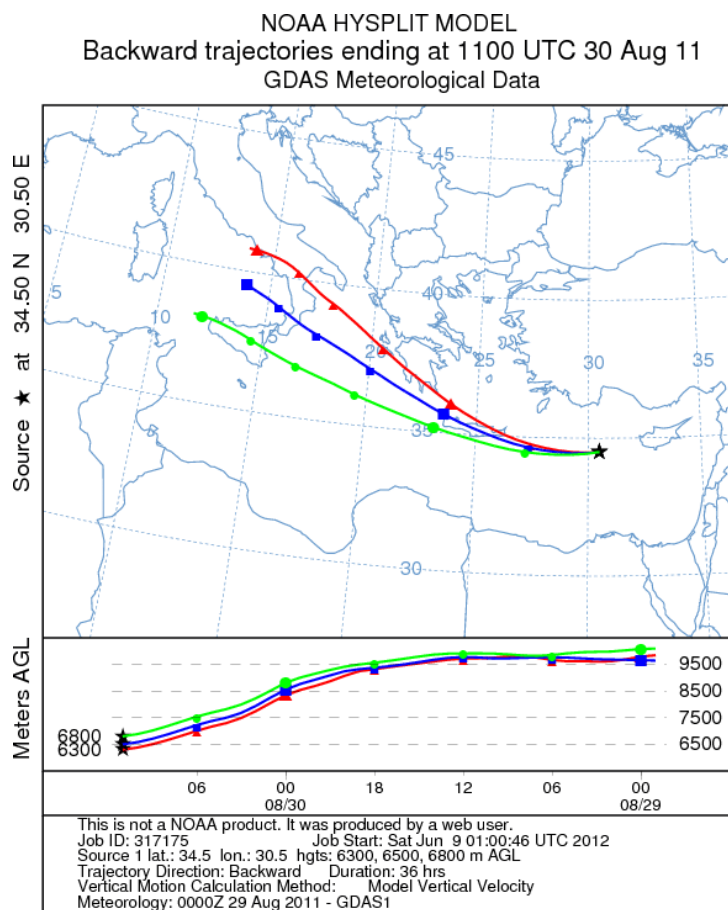 NOAA HYSPLIT MODEL
Backward trajectories ending at 1100 UTC 30 Aug 11
GDAS Meteorological Data
Source ★ at 34.50 N 30.50 E
45
40
5
10
15
20
25
30
35
35
30
Meters AGL
6800
6300
9500
8500
7500
6500
06 00 18 12 06 00
08/30 08/29
This is not a NOAA product. It was produced by a web user.
Job ID: 317175 Job Start: Sat Jun 9 01:00:46 UTC 2012
Source 1 lat.: 34.5 lon.: 30.5 hgts: 6300, 6500, 6800 m AGL
Trajectory Direction: Backward Duration: 36 hrs
Vertical Motion Calculation Method: Model Vertical Velocity
Meteorology: 0000Z 29 Aug 2011 - GDAS1